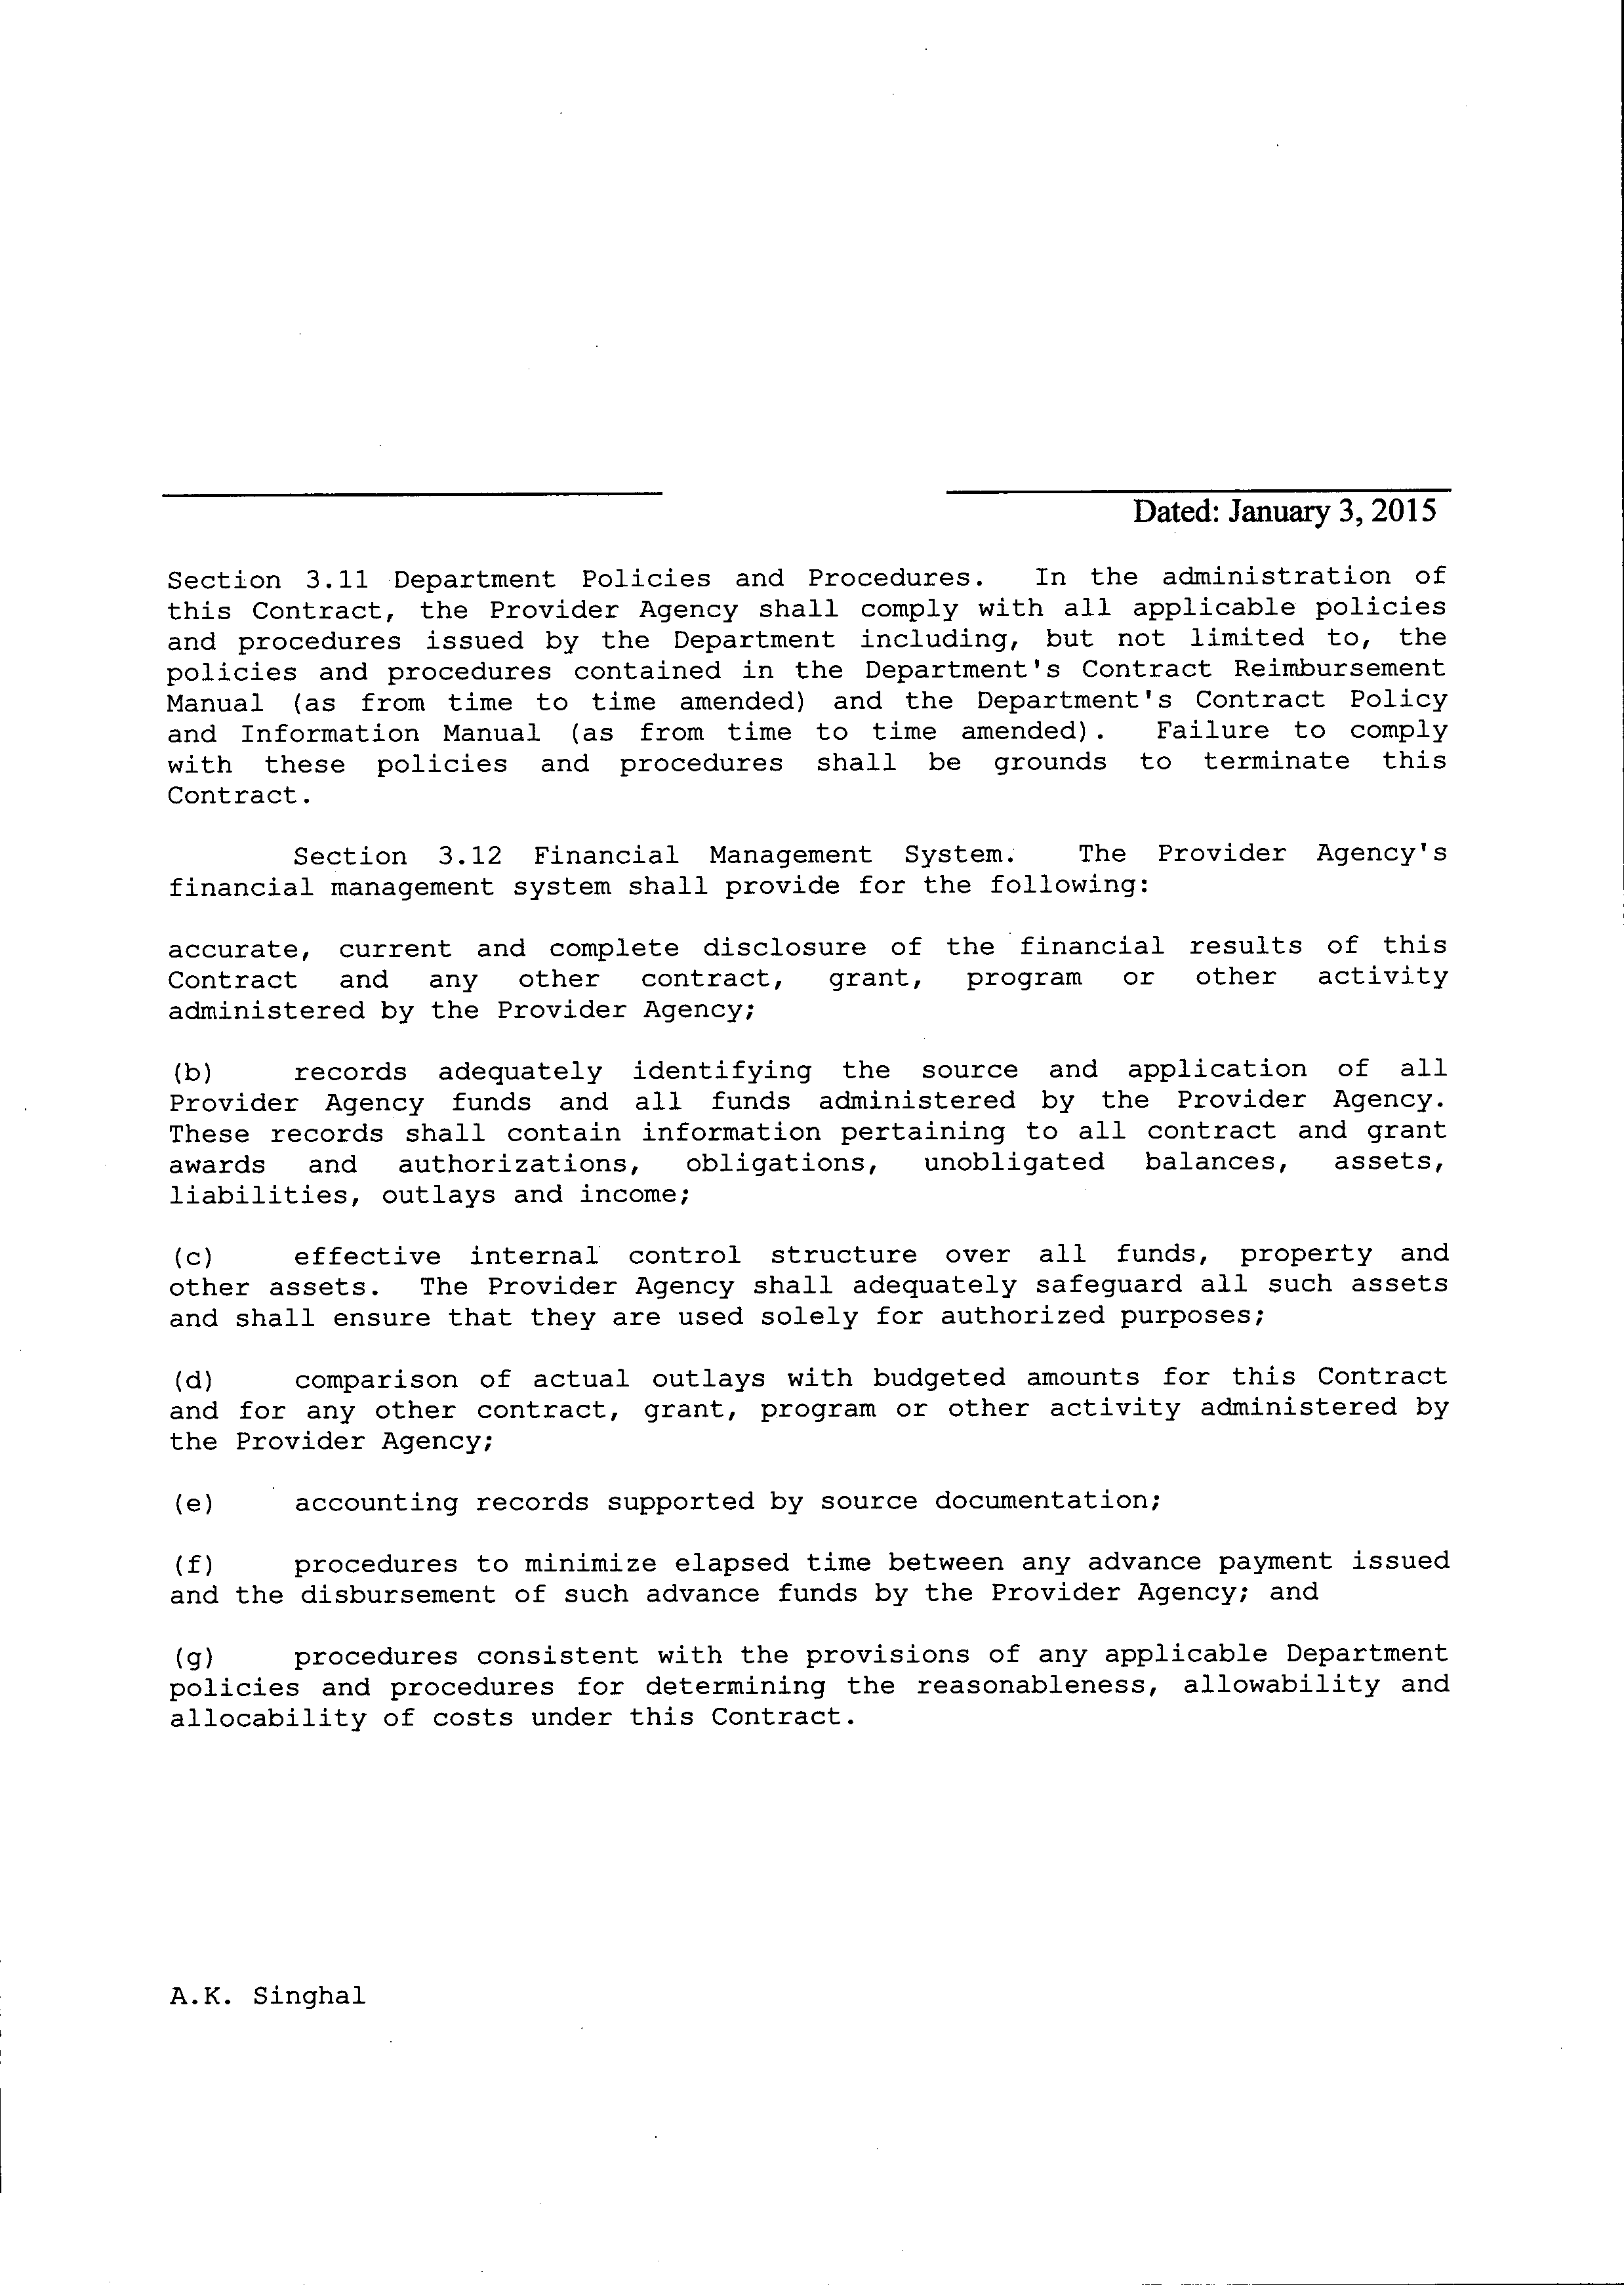 Dated: January 3, 2015
Section 3.11 Department Policies and Procedures. In the administration of
this Contract, the Provider Agency shall comply with all applicable policies
and procedures issued by the Department including, but not limited to, the
policies and procedures contained in the Department's Contract Reimbursement
Manual (as from time to time amended) and the Department's Contract Policy
and Information Manual (as from time to time amended). Failure to comply
with these policies and procedures shall be grounds to terminate this
Contract.
Section 3.12 Financial Management System. The Provider Agency's
financial management system shall provide for the following:
accurate, current and complete disclosure of the financial results of this
Contract and any other contract, grant, program or other activity
administered by the Provider Agency;
(b) records adequately identifying the source and application of all
Provider Agency funds and all funds administered by the Provider Agency.
These records shall contain information pertaining to all contract and grant
awards and authorizations, obligations, unobligated balances, assets,
liabilities, outlays and income;
(c) effective internal control structure over all funds, property and
other assets. The Provider Agency shall adequately safeguard all such assets
and shall ensure that they are used solely for authorized purposes;
(d) comparison of actual outlays with budgeted amounts for this Contract
and for any other contract, grant, program or other activity administered by
the Provider Agency;
(e) accounting records supported by source documentation;
(f) procedures to minimize elapsed time between any advance payment issued
and the disbursement of such advance funds by the Provider Agency; and
(g) procedures consistent with the provisions of any applicable Department
policies and procedures for determining the reasonableness, allowability and
allocability of costs under this Contract.
A.K. Singhal